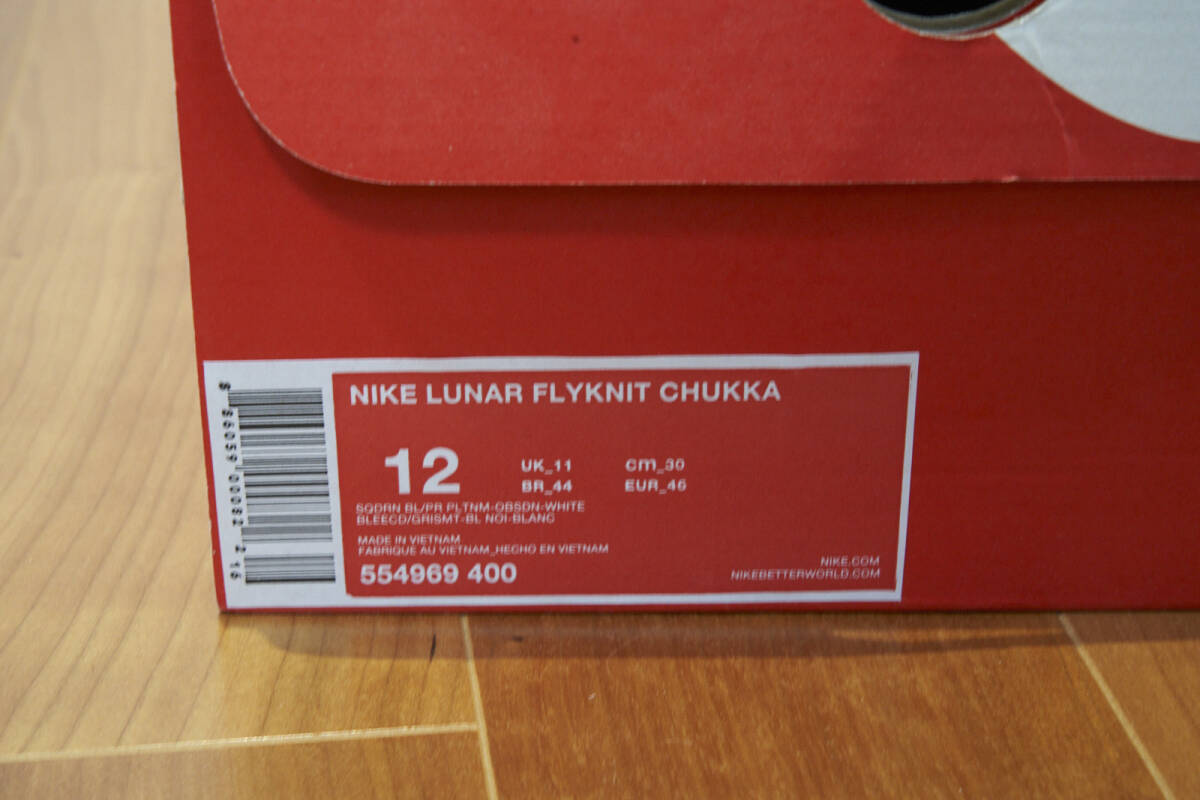 NIKE LUNAR FLYKNIT CHUKKA
12
UK_11 cm_30
BR_44 EUR_46
SQDRN BL/PR PLTNM-OBSDN-WHITE
BLEECD/GRISMT-BL NOI-BLANC
MADE IN VIETNAM
FABRIQUE AU VIETNAM_HECHO EN VIETNAM
554969 400
NIKE.COM
NIKEBETTERWORLD.COM